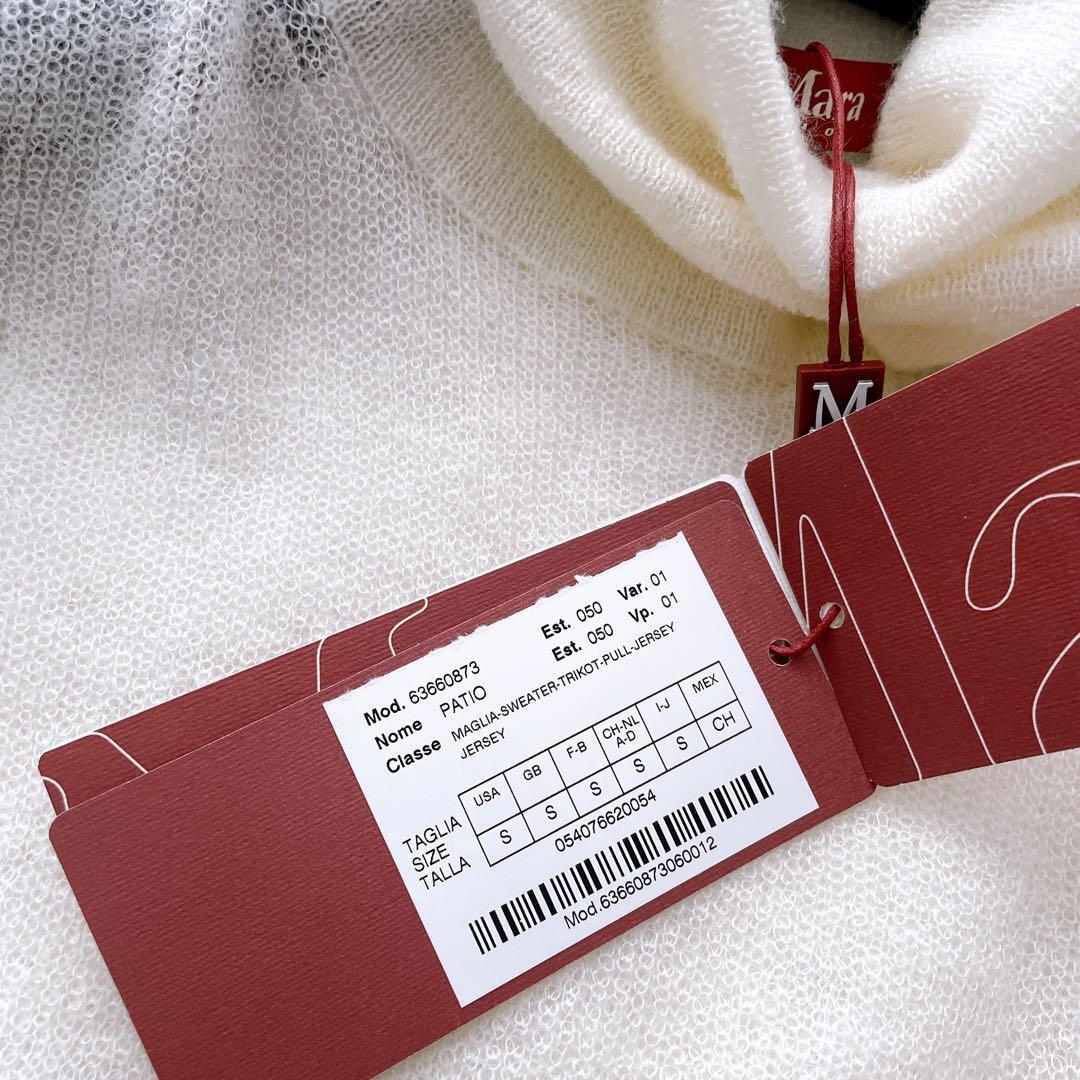 Mara
M
Mod. 63660873 Est. 050 Var. 01
Nome PATIO Est. 050 Vp. 01
Classe MAGLIA-SWEATER-TRIKOT-PULL-JERSEY
JERSEY
USA GB F-B CH-NL A-D I-J MEX
TAGLIA
SIZE
TALLA
S S S S S CH
054076620054
Mod.63660873060012